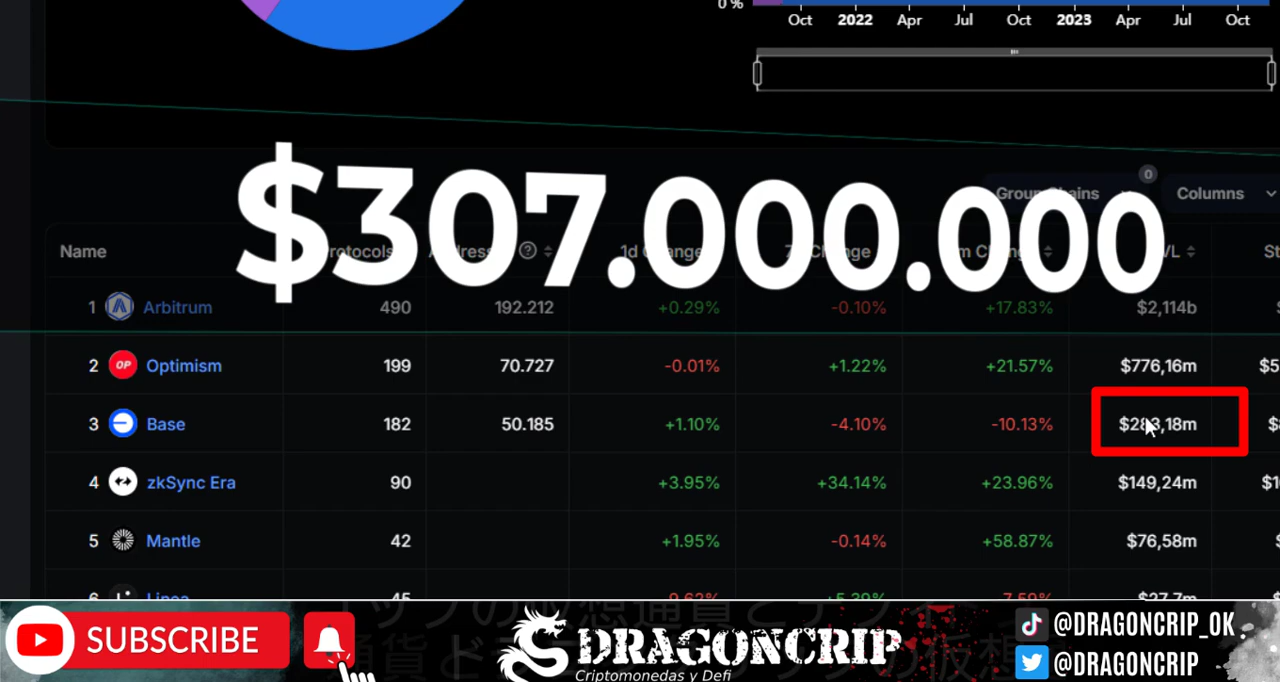 0 %
Oct 2022 Apr Jul Oct 2023 Apr Jul Oct
0
Columns
$307.000.000
Name
1 Arbitrum 490 192.212 +0.29% -0.10% +17.83% $2,114b
2 Optimism 199 70.727 -0.01% +1.22% +21.57% $776,16m
3 Base 182 50.185 +1.10% -4.10% -10.13% $283,18m
4 zkSync Era 90 +3.95% +34.14% +23.96% $149,24m
5 Mantle 42 +1.95% -0.14% +58.87% $76,58m
SUBSCRIBE
DRAGONCRIP
Criptomonedas y Defi
@DRAGONCRIP_OK
@DRAGONCRIP